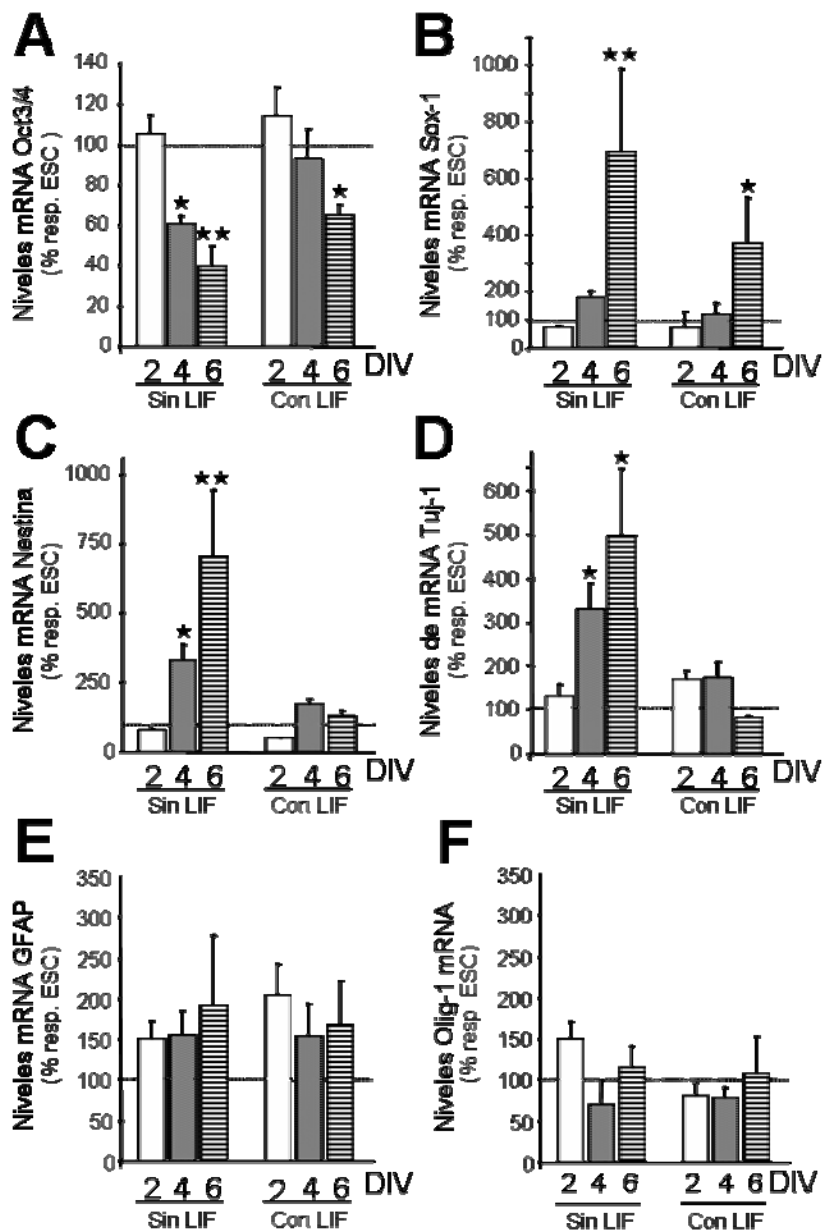 A
Niveles mRNA Oct3/4
(% resp. ESC )
140
120
100
80
60
40
20
0
★
★★
★
2 4 6 2 4 6 DIV
Sin LIF Con LIF
B
Niveles mRNA Sox-1
(% resp. ESC)
1000
800
600
400
200
100
0
★★
★
2 4 6 2 4 6 DIV
Sin LIF Con LIF
C
Niveles mRNA Nestina
(% resp. ESC)
1000
750
500
250
0
★
★★
2 4 6 2 4 6 DIV
Sin LIF Con LIF
D
Niveles de mRNA Tuj-1
(% resp. ESC)
600
500
400
300
200
100
0
★
★
2 4 6 2 4 6 DIV
Sin LIF Con LIF
E
Niveles mRNA GFAP
(% resp. ESC)
350
300
250
200
150
100
50
0
2 4 6 2 4 6 DIV
Sin LIF Con LIF
F
Niveles Olig-1 mRNA
(% resp ESC)
350
300
250
200
150
100
50
0
2 4 6 2 4 6 DIV
Sin LIF Con LIF